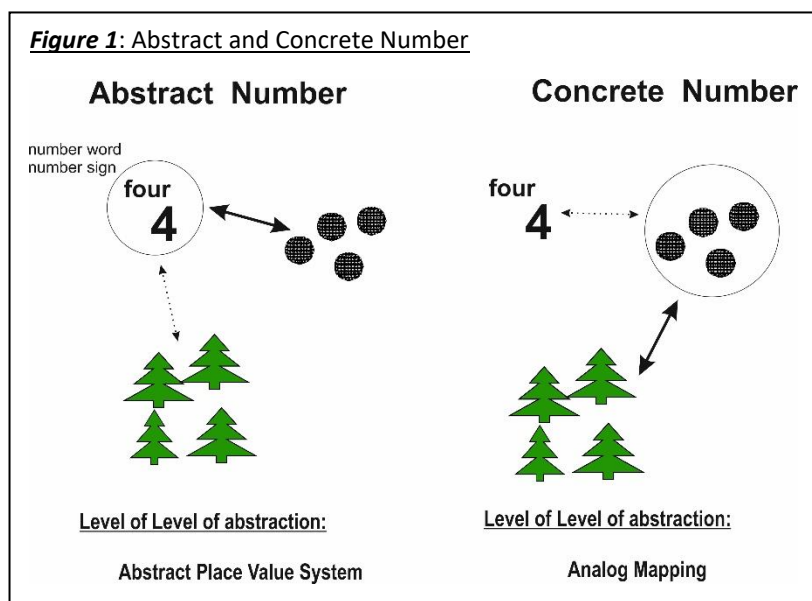 Figure 1: Abstract and Concrete Number
Abstract Number
number word
number sign
four
4
Level of Level of abstraction:
Abstract Place Value System
Concrete Number
four
4
Level of Level of abstraction:
Analog Mapping